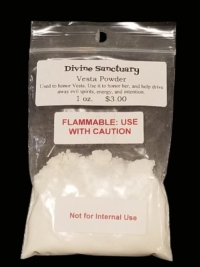 Divine Sanctuary
Vesta Powder
Used to honor Vesta. Use it to honor her, and help drive
away evil spirits, energy, and intention.
1 oz. $3.00
FLAMMABLE: USE
WITH CAUTION
Not for Internal Use